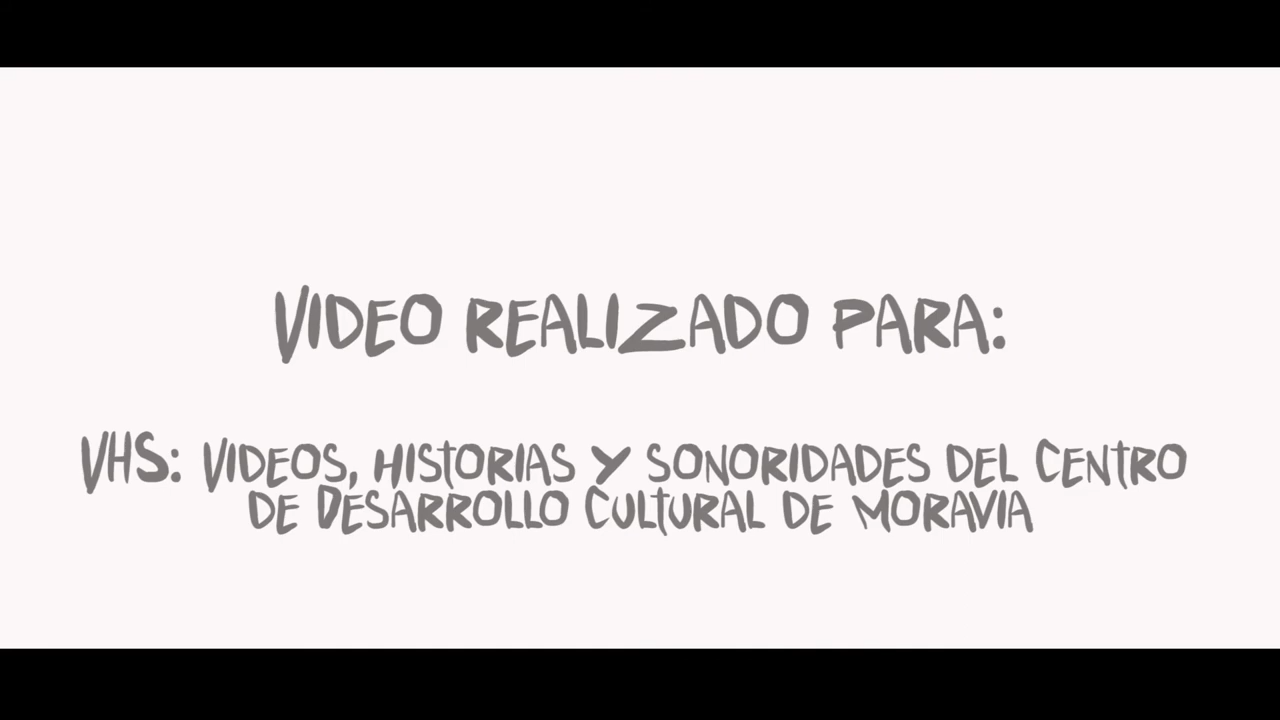 VIDEO REALIZADO PARA:
VHS: VIDEOS, HISTORIAS Y SONORIDADES DEL CENTRO
DE DESARROLLO CULTURAL DE MORAVIA